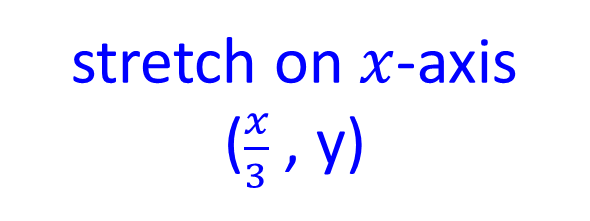 stretch on x-axis
(x/3 , y)